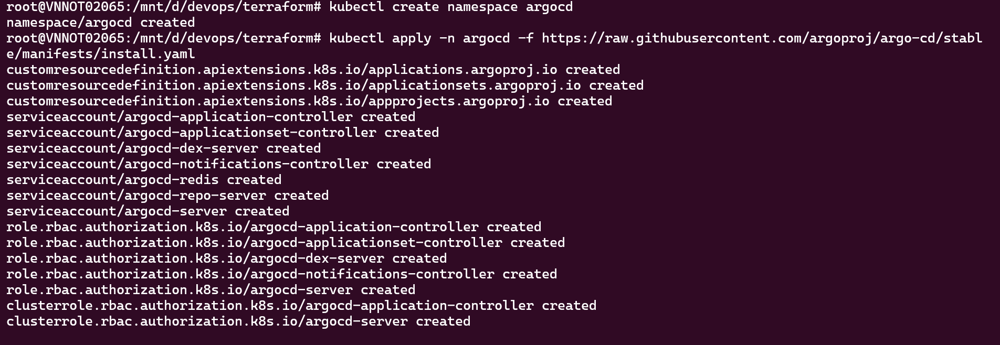 root@VNNOT02065:/mnt/d/devops/terraform# kubectl create namespace argocd
namespace/argocd created
root@VNNOT02065:/mnt/d/devops/terraform# kubectl apply -n argocd -f https://raw.githubusercontent.com/argoproj/argo-cd/stabl
e/manifests/install.yaml
customresourcedefinition.apiextensions.k8s.io/applications.argoproj.io created
customresourcedefinition.apiextensions.k8s.io/applicationsets.argoproj.io created
customresourcedefinition.apiextensions.k8s.io/appprojects.argoproj.io created
serviceaccount/argocd-application-controller created
serviceaccount/argocd-applicationset-controller created
serviceaccount/argocd-dex-server created
serviceaccount/argocd-notifications-controller created
serviceaccount/argocd-redis created
serviceaccount/argocd-repo-server created
serviceaccount/argocd-server created
role.rbac.authorization.k8s.io/argocd-application-controller created
role.rbac.authorization.k8s.io/argocd-applicationset-controller created
role.rbac.authorization.k8s.io/argocd-dex-server created
role.rbac.authorization.k8s.io/argocd-notifications-controller created
role.rbac.authorization.k8s.io/argocd-server created
clusterrole.rbac.authorization.k8s.io/argocd-application-controller created
clusterrole.rbac.authorization.k8s.io/argocd-server created